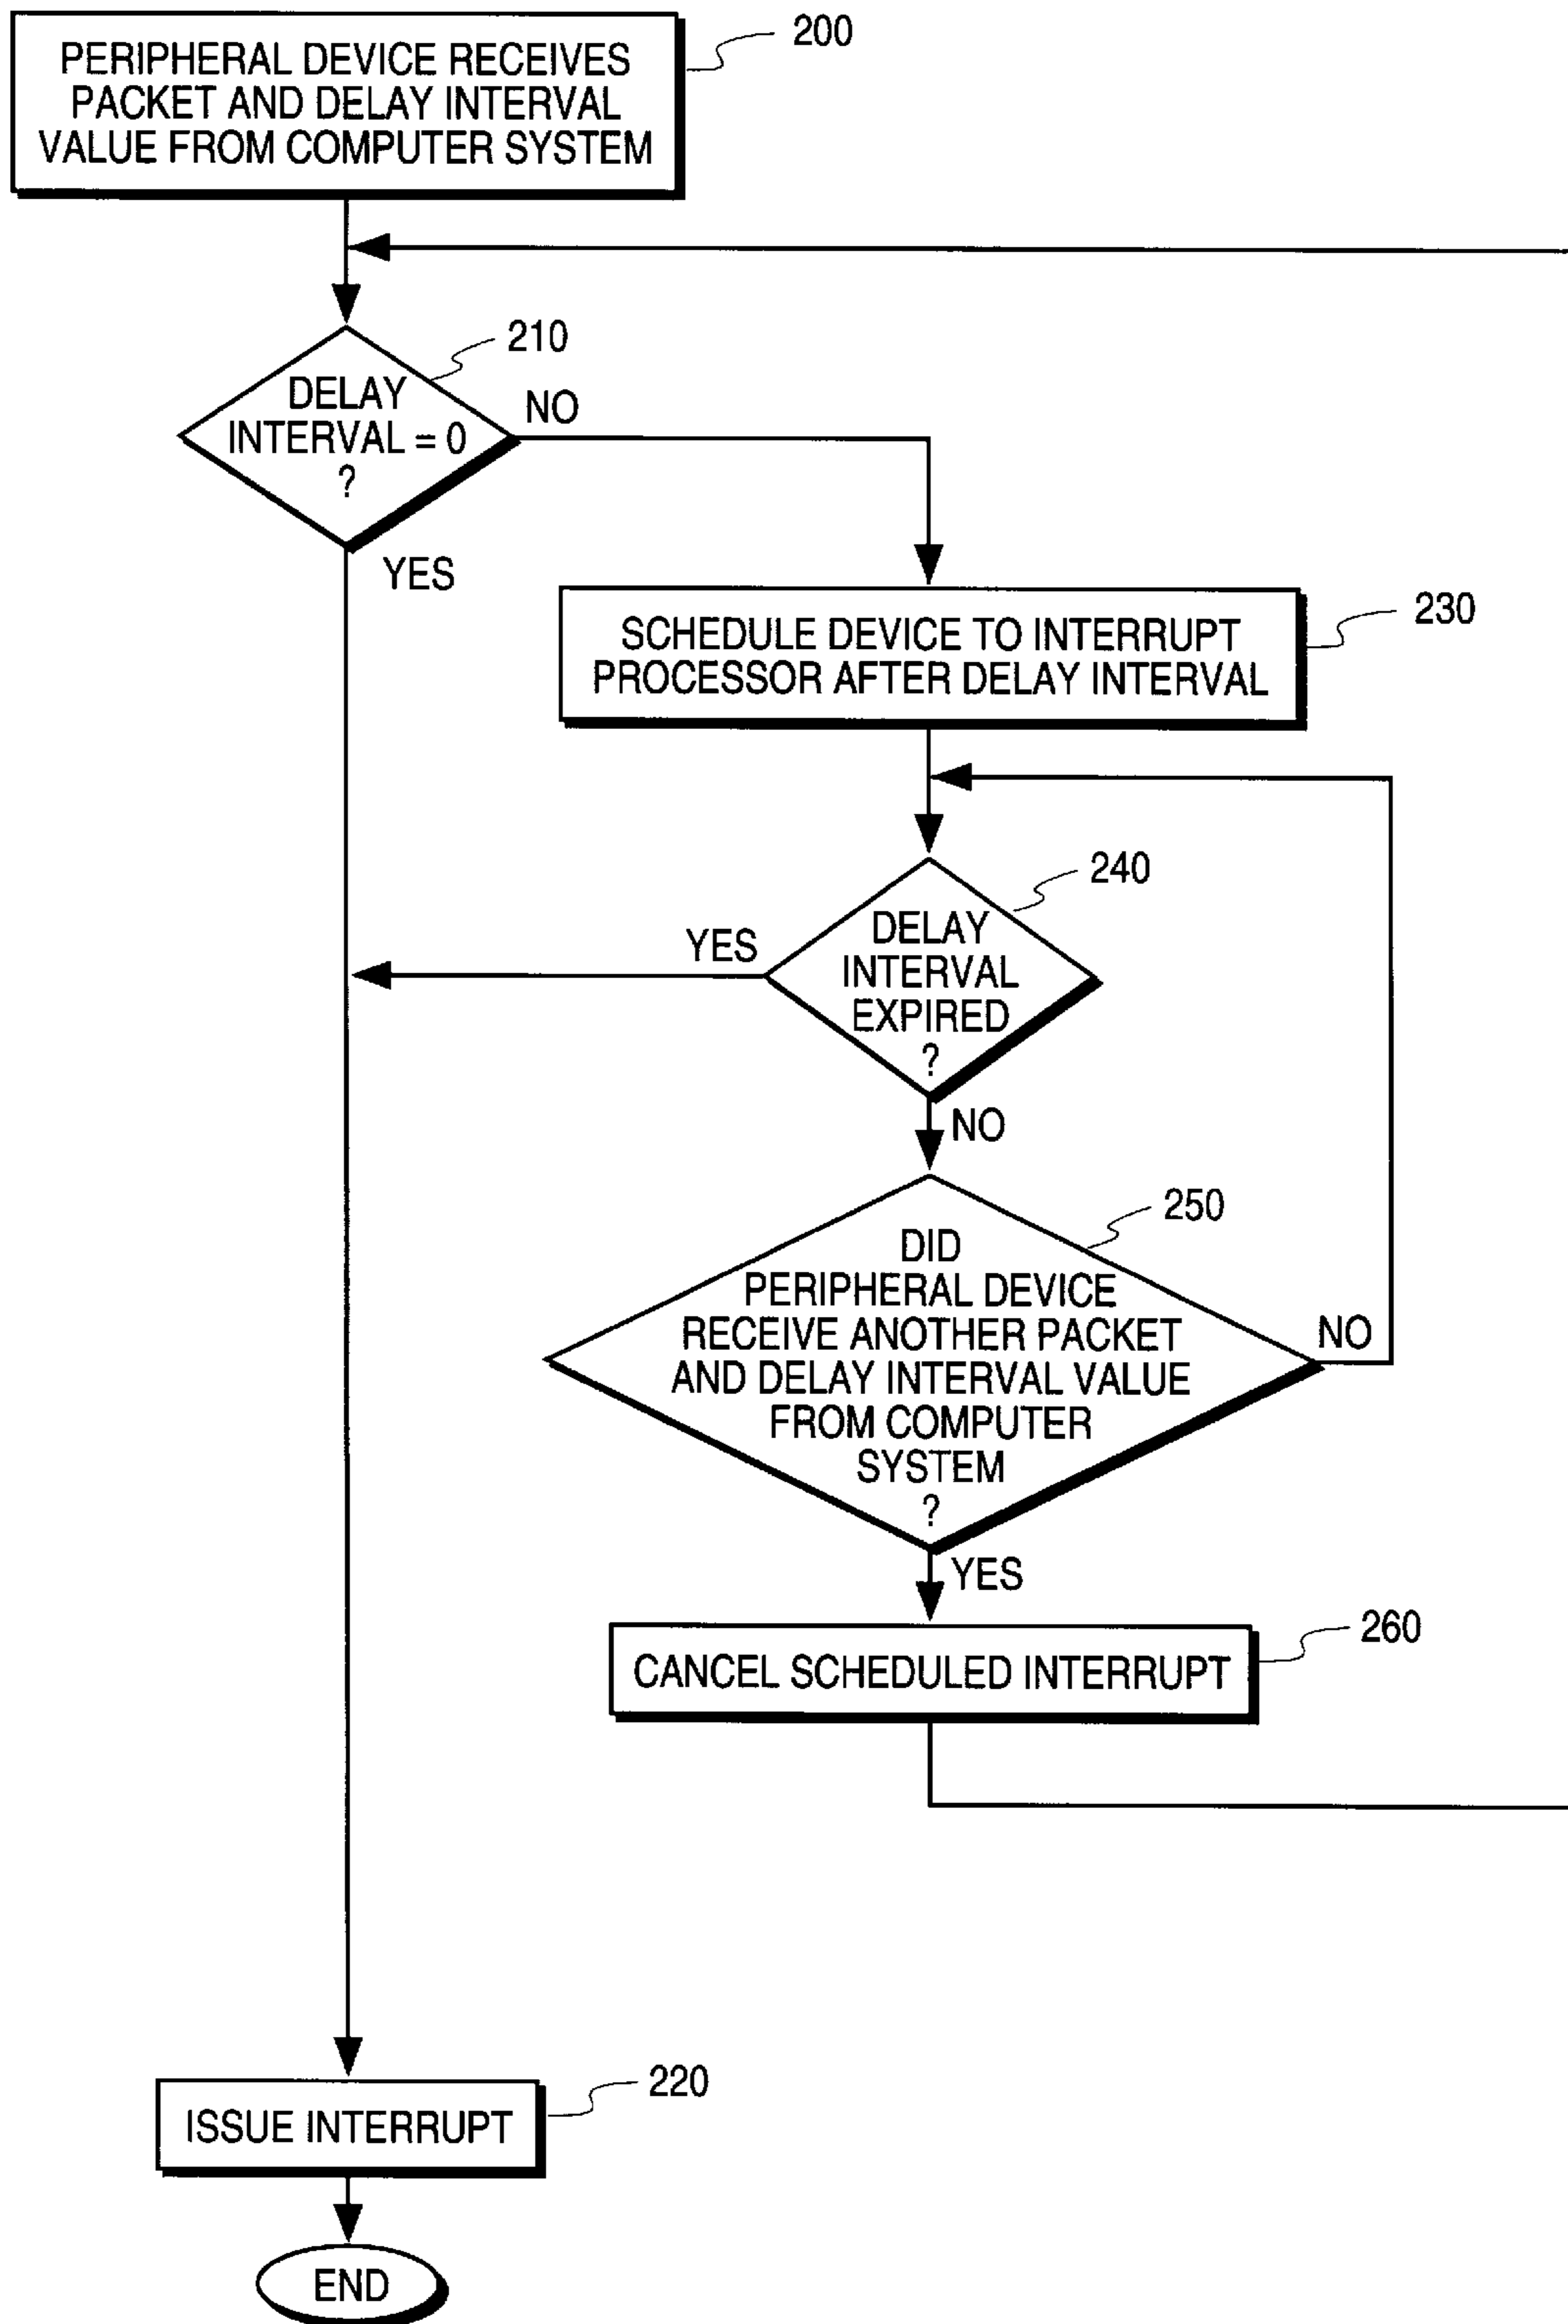 PERIPHERAL DEVICE RECEIVES
PACKET AND DELAY INTERVAL
VALUE FROM COMPUTER SYSTEM
200
210
DELAY
INTERVAL = 0
?
NO
YES
SCHEDULE DEVICE TO INTERRUPT
PROCESSOR AFTER DELAY INTERVAL
230
240
DELAY
INTERVAL
EXPIRED
?
YES
NO
250
DID
PERIPHERAL DEVICE
RECEIVE ANOTHER PACKET
AND DELAY INTERVAL VALUE
FROM COMPUTER
SYSTEM
?
NO
YES
CANCEL SCHEDULED INTERRUPT
260
ISSUE INTERRUPT
220
END